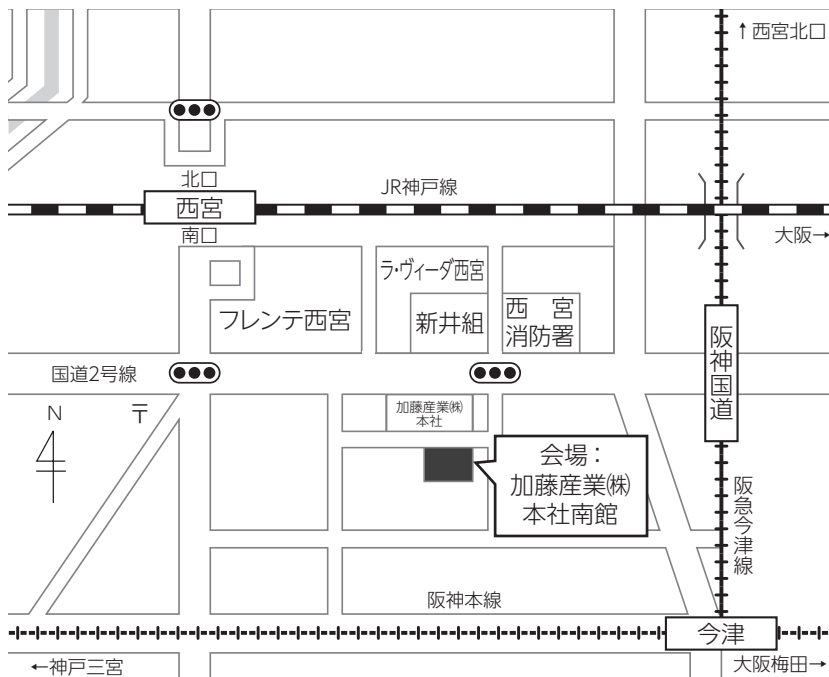 ↑西宮北口
北口
JR神戸線
西宮
南口
大阪→
ラ・ヴィーダ西宮
フレンテ西宮
新井組
西　宮
消防署
阪神国道
国道2号線
N
〒
加藤産業㈱
本社
会場：
加藤産業㈱
本社南館
阪急今津線
阪神本線
今津
←神戸三宮
大阪梅田→